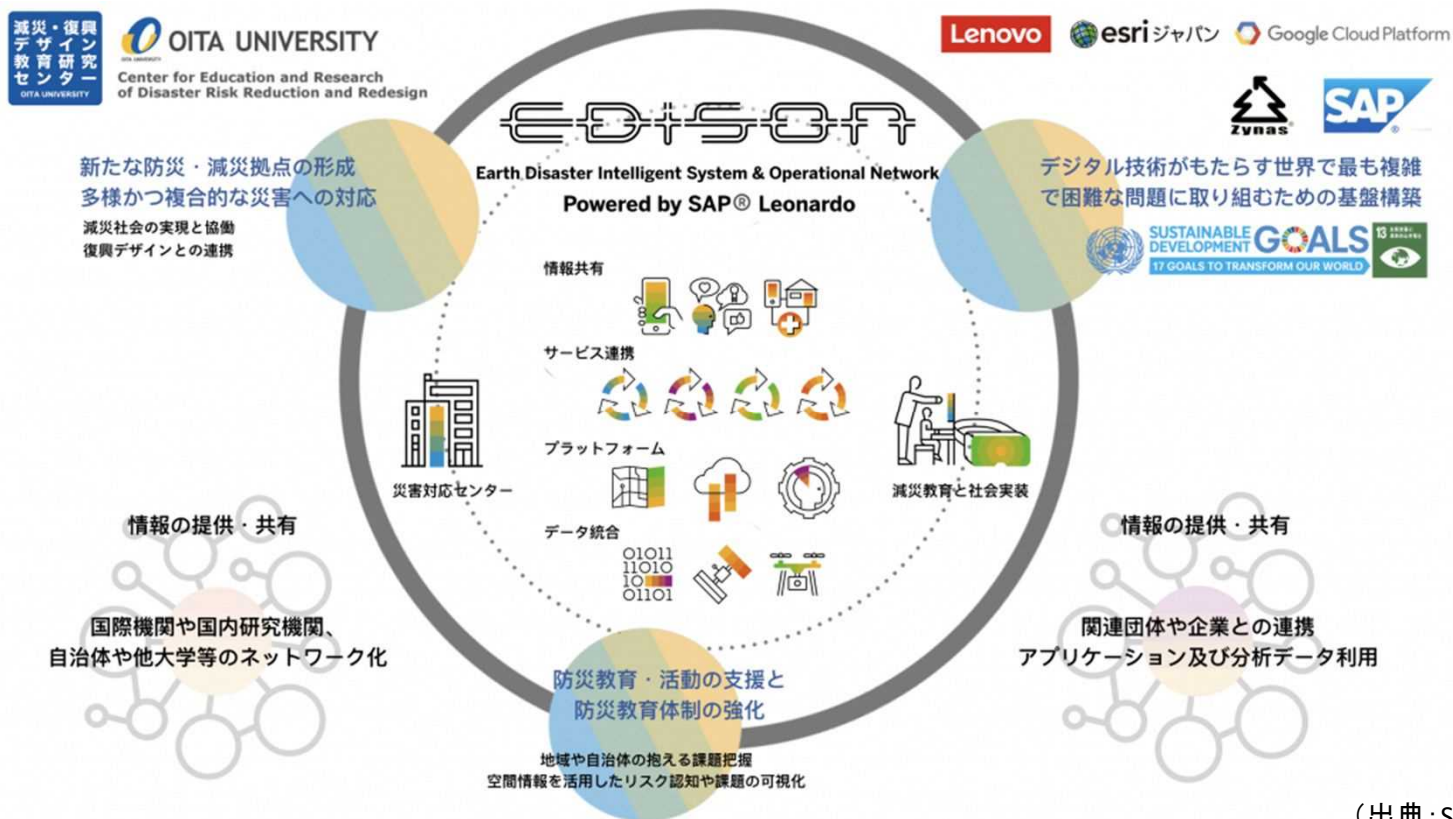 減災・復興
デザイン
教育研究
センター
OITA UNIVERSITY
OITA UNIVERSITY
OITA UNIVERSITY
Center for Education and Research
of Disaster Risk Reduction and Redesign
Lenovo
esriジャパン
Google Cloud Platform
Zynas
SAP
EDISON
Earth Disaster Intelligent System & Operational Network
Powered by SAP® Leonardo
新たな防災・減災拠点の形成
多様かつ複合的な災害への対応
減災社会の実現と協働
復興デザインとの連携
デジタル技術がもたらす世界で最も複雑
で困難な問題に取り組むための基盤構築
SUSTAINABLE
DEVELOPMENT
GOALS
17 GOALS TO TRANSFORM OUR WORLD
13
情報共有
サービス連携
プラットフォーム
データ統合
01011
11010
10
01101
災害対応センター
減災教育と社会実装
情報の提供・共有
国際機関や国内研究機関、
自治体や他大学等のネットワーク化
情報の提供・共有
関連団体や企業との連携
アプリケーション及び分析データ利用
防災教育・活動の支援と
防災教育体制の強化
地域や自治体の抱える課題把握
空間情報を活用したリスク認知や課題の可視化
（出典:S